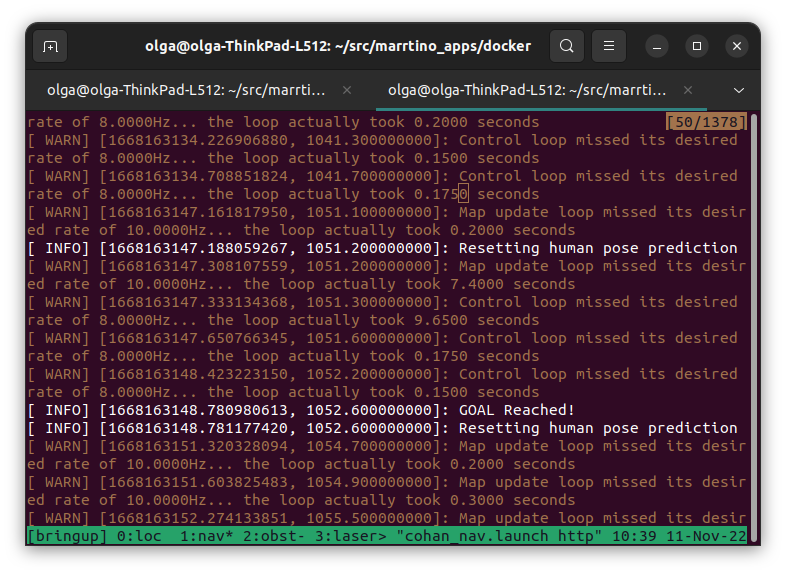 olga@olga-ThinkPad-L512: ~/src/marrtino_apps/docker
olga@olga-ThinkPad-L512: ~/src/marrti...
olga@olga-ThinkPad-L512: ~/src/marrti...
rate of 8.0000Hz... the loop actually took 0.2000 seconds [50/1378]
[ WARN] [1668163134.226906880, 1041.300000000]: Control loop missed its desired
rate of 8.0000Hz... the loop actually took 0.1500 seconds
[ WARN] [1668163134.708851824, 1041.700000000]: Control loop missed its desired
rate of 8.0000Hz... the loop actually took 0.1750 seconds
[ WARN] [1668163147.161817950, 1051.100000000]: Map update loop missed its desir
ed rate of 10.0000Hz... the loop actually took 0.2000 seconds
[ INFO] [1668163147.188059267, 1051.200000000]: Resetting human pose prediction
[ WARN] [1668163147.308107559, 1051.200000000]: Map update loop missed its desir
ed rate of 10.0000Hz... the loop actually took 7.4000 seconds
[ WARN] [1668163147.333134368, 1051.300000000]: Control loop missed its desired
rate of 8.0000Hz... the loop actually took 9.6500 seconds
[ WARN] [1668163147.650766345, 1051.600000000]: Control loop missed its desired
rate of 8.0000Hz... the loop actually took 0.1750 seconds
[ WARN] [1668163148.423223150, 1052.200000000]: Control loop missed its desired
rate of 8.0000Hz... the loop actually took 0.1500 seconds
[ INFO] [1668163148.780980613, 1052.600000000]: GOAL Reached!
[ INFO] [1668163148.781177420, 1052.600000000]: Resetting human pose prediction
[ WARN] [1668163151.320328094, 1054.700000000]: Map update loop missed its desir
ed rate of 10.0000Hz... the loop actually took 0.2000 seconds
[ WARN] [1668163151.603825483, 1054.900000000]: Map update loop missed its desir
ed rate of 10.0000Hz... the loop actually took 0.3000 seconds
[ WARN] [1668163152.274133851, 1055.500000000]: Map update loop missed its desir
[bringup] 0:loc  1:nav* 2:obst- 3:laser> "cohan_nav.launch http" 10:39 11-Nov-22